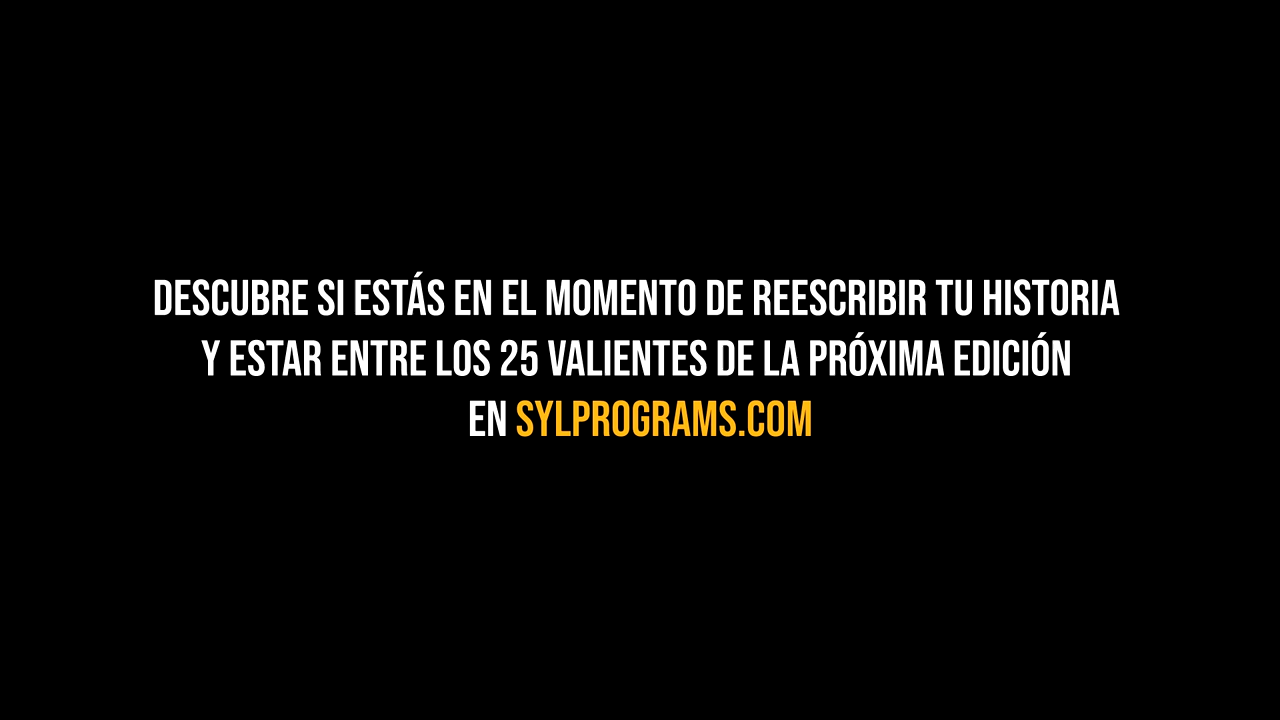 DESCUBRE SI ESTÁS EN EL MOMENTO DE REESCRIBIR TU HISTORIA
Y ESTAR ENTRE LOS 25 VALIENTES DE LA PRÓXIMA EDICIÓN
EN SYLPROGRAMS.COM